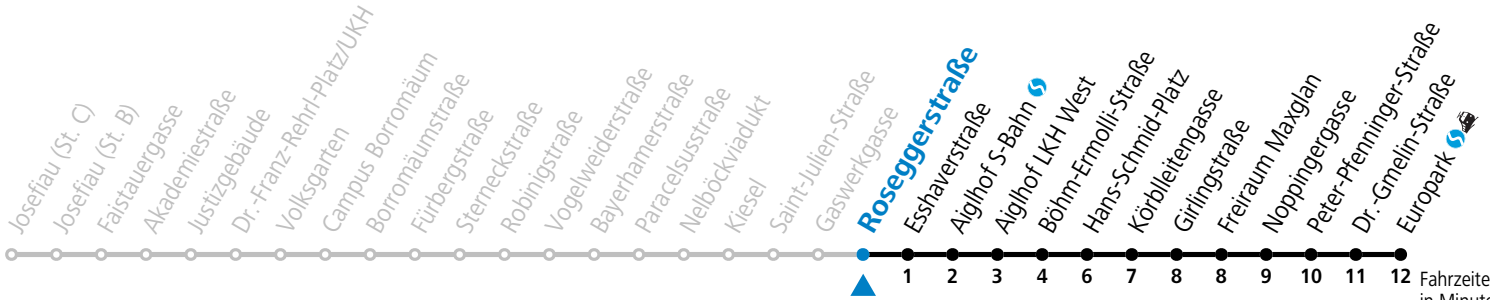 Josefiau (St. C)
Josefiau (St. B)
Faistauergasse
Akademiestraße
Justizgebäude
Dr.-Franz-Rehrl-Platz/UKH
Volksgarten
Campus Borromäum
Borromäumstraße
Fürbergstraße
Sterneckstraße
Robinigstraße
Vogelweiderstraße
Bayerhamerstraße
Paracelsusstraße
Nelböckviadukt
Kiesel
Saint-Julien-Straße
Gaswerkgasse
Roseggerstraße
Esshaverstraße
Aiglhof S-Bahn
Aiglhof LKH West
Böhm-Ermolli-Straße
Hans-Schmid-Platz
Körblleitengasse
Girlingstraße
Freiraum Maxglan
Noppingergasse
Peter-Pfenninger-Straße
Dr.-Gmelin-Straße
Europark
1 2 3 4 6 7 8 8 9 10 11 12 Fahrzeite
in Minute